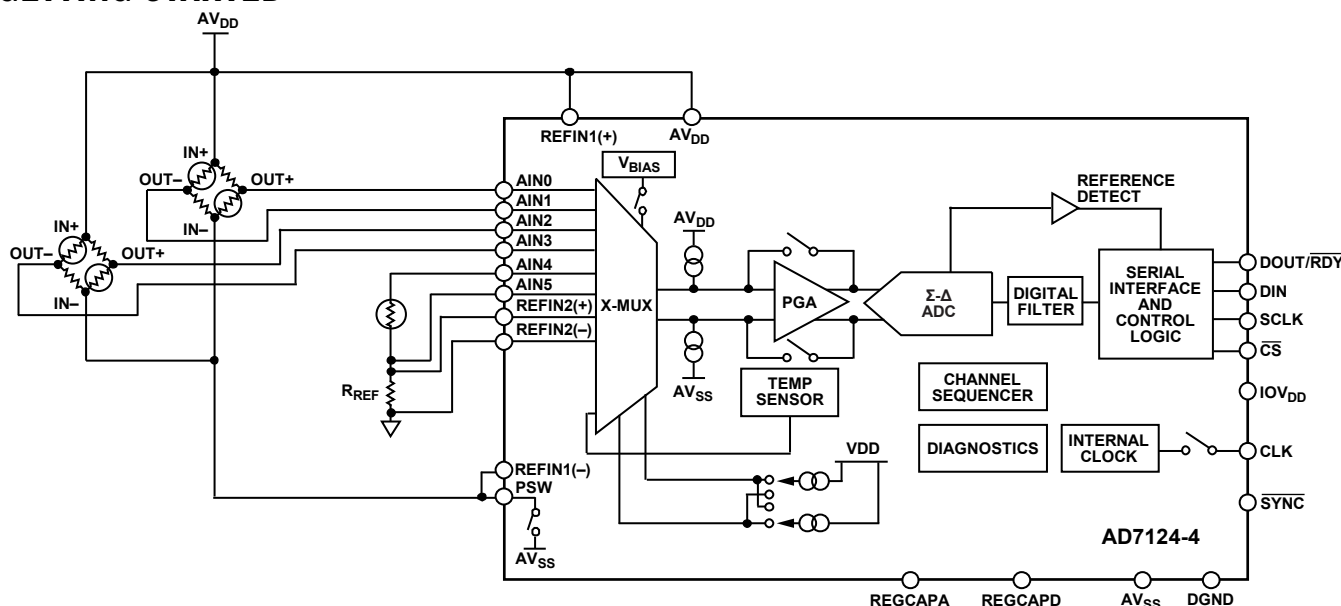 GETTING STARTED
AVDD
REFIN1(+)
AVDD
IN+
OUT–
OUT+
IN–
IN+
OUT–
OUT+
IN–
RREF
AIN0
AIN1
AIN2
AIN3
AIN4
AIN5
REFIN2(+)
REFIN2(–)
REFIN1(–)
PSW
AVSS
VBIAS
X-MUX
AVDD
AVSS
PGA
TEMP
SENSOR
VDD
Σ-Δ
ADC
REFERENCE
DETECT
DIGITAL
FILTER
SERIAL
INTERFACE
AND
CONTROL
LOGIC
CHANNEL
SEQUENCER
DIAGNOSTICS
INTERNAL
CLOCK
DOUT/RDY
DIN
SCLK
CS
IOVDD
CLK
SYNC
AD7124-4
REGCAPA
REGCAPD
AVSS
DGND